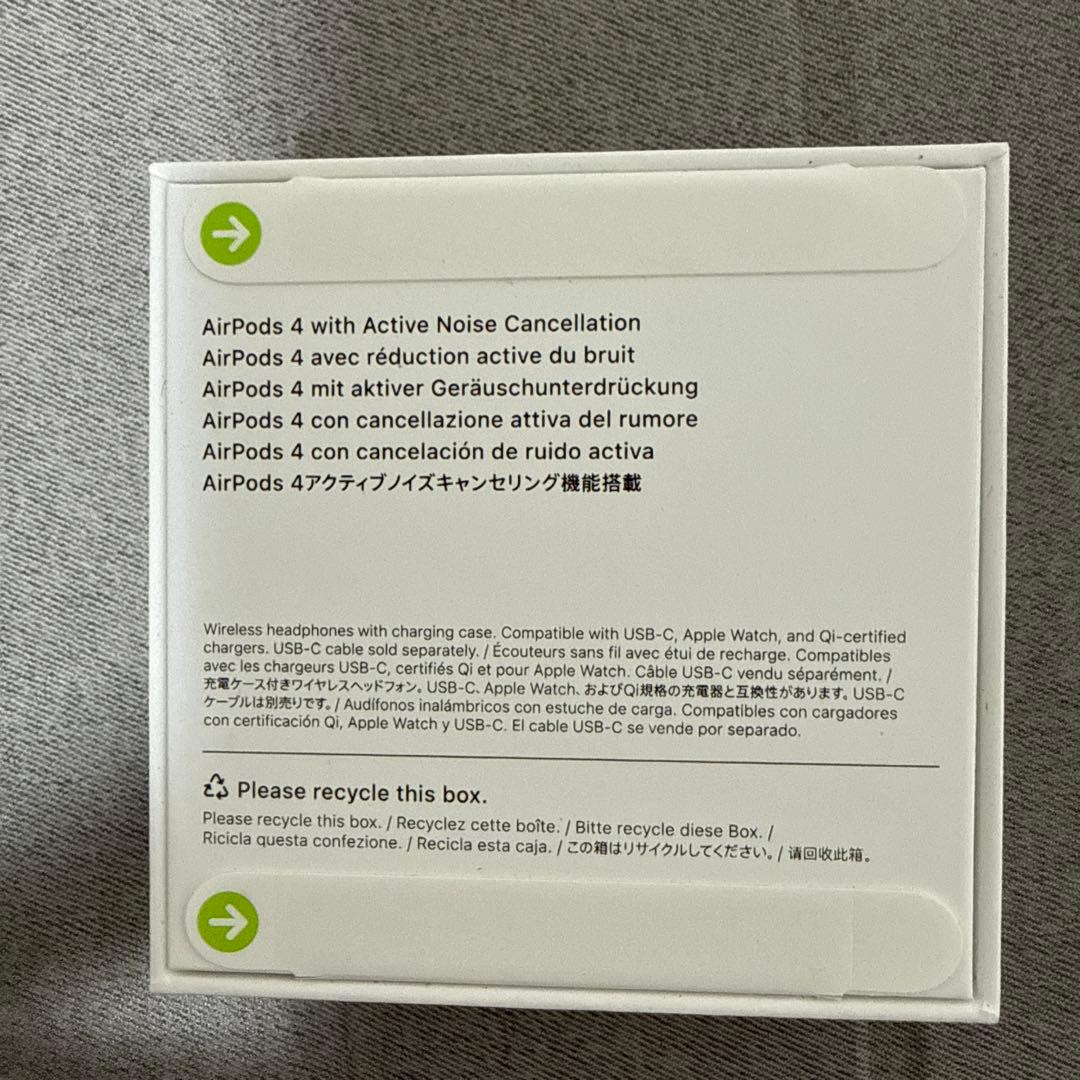 AirPods 4 with Active Noise Cancellation
AirPods 4 avec réduction active du bruit
AirPods 4 mit aktiver Geräuschunterdrückung
AirPods 4 con cancellazione attiva del rumore
AirPods 4 con cancelación de ruido activa
AirPods 4アクティブノイズキャンセリング機能搭載
Wireless headphones with charging case. Compatible with USB-C, Apple Watch, and Qi-certified
chargers. USB-C cable sold separately. / Écouteurs sans fil avec étui de recharge. Compatibles
avec les chargeurs USB-C, certifiés Qi et pour Apple Watch. Câble USB-C vendu séparément. /
充電ケース付きワイヤレスヘッドフォン。USB-C、Apple Watch、およびQi規格の充電器と互換性があります。USB-C
ケーブルは別売りです。/ Audífonos inalámbricos con estuche de carga. Compatibles con cargadores
con certificación Qi, Apple Watch y USB-C. El cable USB-C se vende por separado.
Please recycle this box.
Please recycle this box. / Recyclez cette boîte. / Bitte recycle diese Box. /
Ricicla questa confezione. / Recicla esta caja. / この箱はリサイクルしてください。/ 请回收此箱。